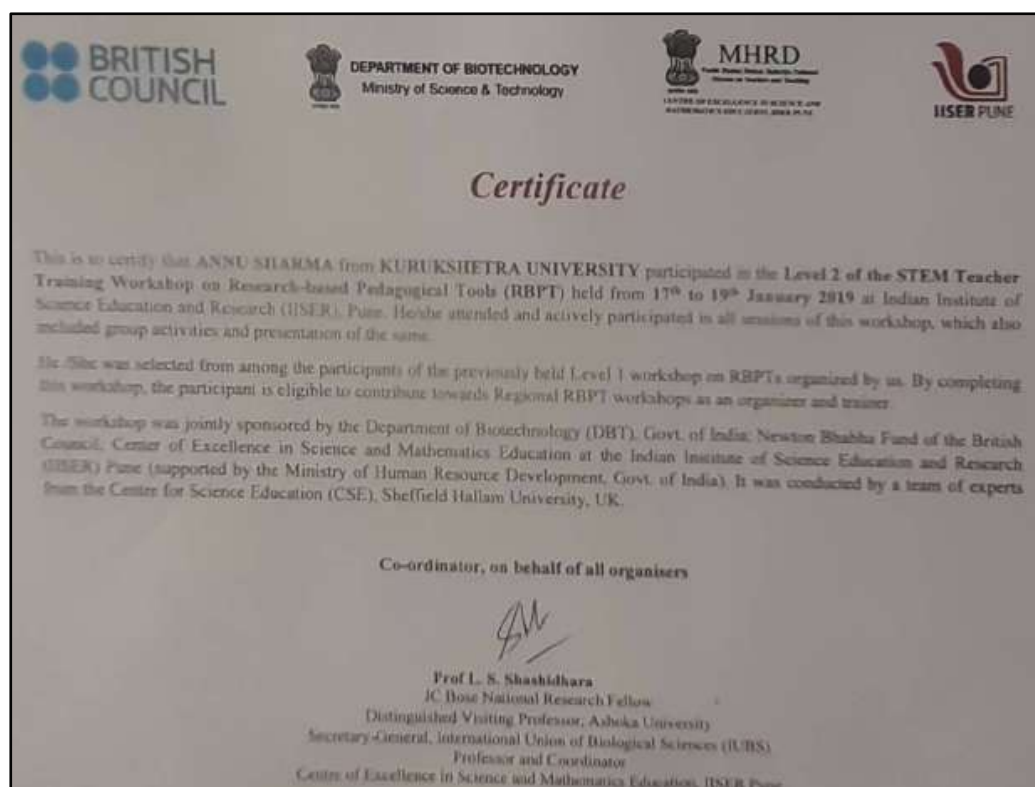 BRITISH
COUNCIL
DEPARTMENT OF BIOTECHNOLOGY
Ministry of Science & Technology
MHRD
CENTRE OF EXCELLENCE IN SCIENCE AND
MATHEMATICS EDUCATION, IISER PUNE
IISER PUNE
Certificate
This is to certify that ANNU SHARMA from KURUKSHETRA UNIVERSITY participated in the Level 2 of the STEM Teacher
Training Workshop on Research-based Pedagogical Tools (RBPT) held from 17th to 19th January 2019 at Indian Institute of
Science Education and Research (IISER), Pune. He/she attended and actively participated in all sessions of this workshop, which also
included group activities and presentation of the same.
He /She was selected from among the participants of the previously held Level 1 workshop on RBPTs organized by us. By completing
this workshop, the participant is eligible to contribute towards Regional RBPT workshops as an organizer and trainer.
The workshop was jointly sponsored by the Department of Biotechnology (DBT), Govt. of India; Newton Bhabha Fund of the British
Council, Center of Excellence in Science and Mathematics Education at the Indian Institute of Science Education and Research
(IISER) Pune (supported by the Ministry of Human Resource Development, Govt. of India). It was conducted by a team of experts
from the Center for Science Education (CSE), Sheffield Hallam University, UK.
Co-ordinator, on behalf of all organisers
Prof L. S. Shashidhara
JC Bose National Research Fellow
Distinguished Visiting Professor, Ashoka University
Secretary-General, International Union of Biological Sciences (IUBS)
Professor and Coordinator
Centre of Excellence in Science and Mathematics Education, IISER Pune